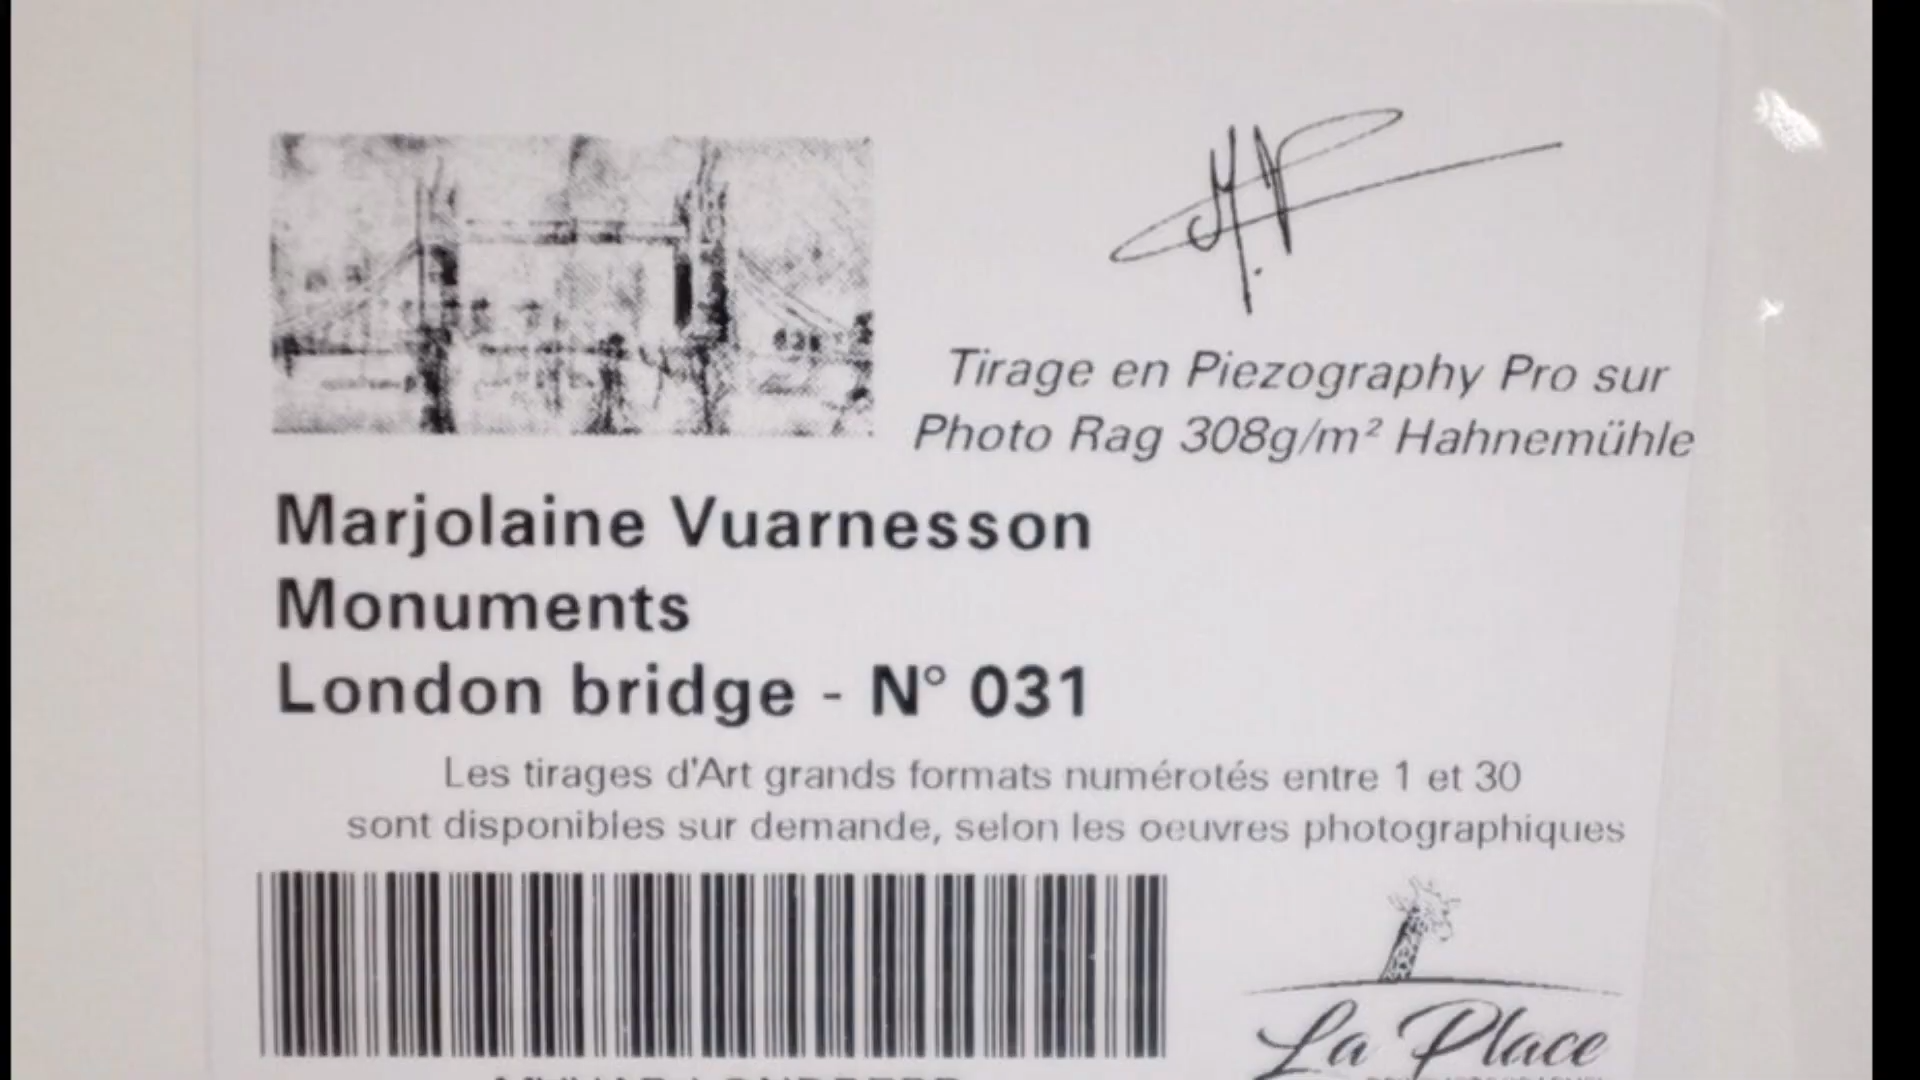 Tirage en Piezography Pro sur
Photo Rag 308g/m² Hahnemühle
Marjolaine Vuarnesson
Monuments
London bridge - N° 031
Les tirages d'Art grands formats numérotés entre 1 et 30
sont disponibles sur demande, selon les oeuvres photographiques
La Place